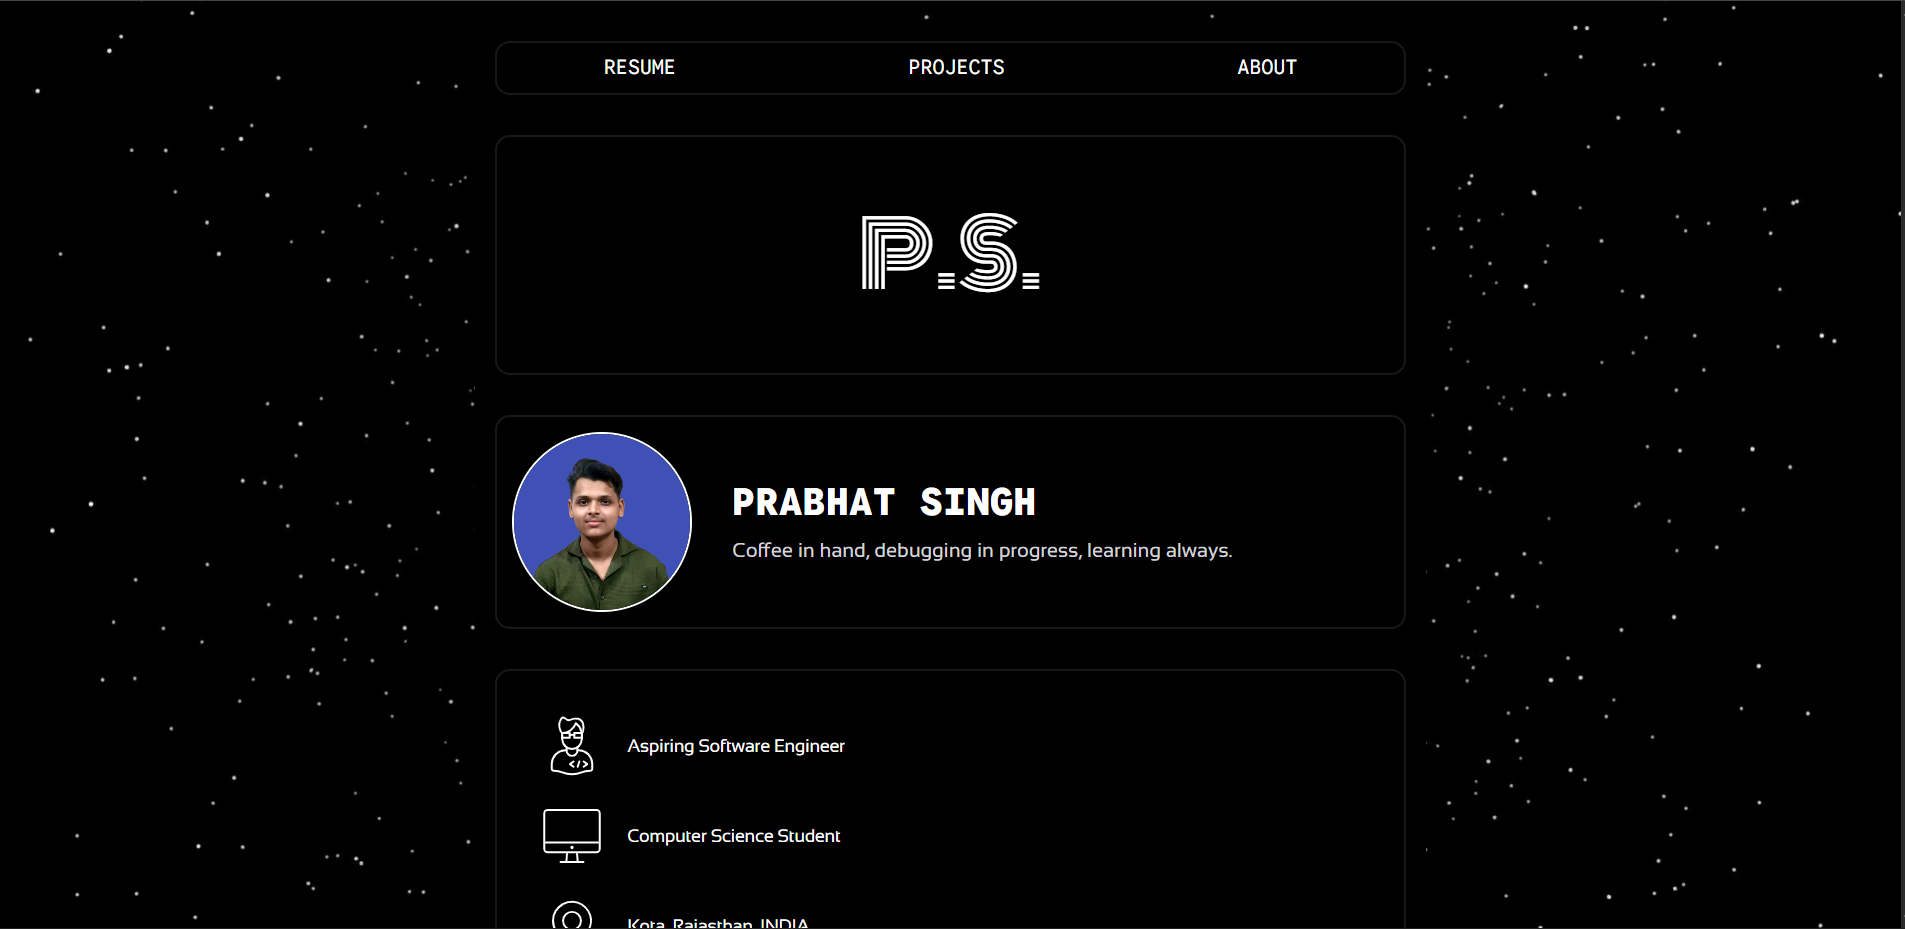 RESUME PROJECTS ABOUT
P.S.
PRABHAT SINGH
Coffee in hand, debugging in progress, learning always.
</>
Aspiring Software Engineer
Computer Science Student
Kota, Rajasthan, INDIA